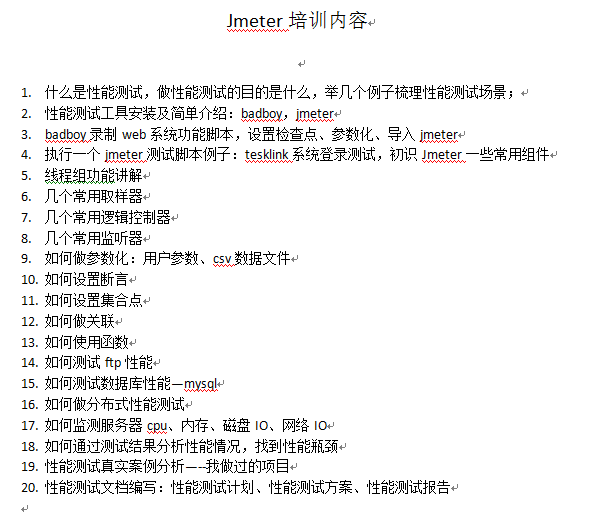 Jmeter 培训内容
1. 什么是性能测试，做性能测试的目的是什么，举几个例子梳理性能测试场景；
2. 性能测试工具安装及简单介绍：badboy，jmeter
3. badboy 录制 web 系统功能脚本，设置检查点、参数化、导入 jmeter
4. 执行一个 jmeter 测试脚本例子：tesklink 系统登录测试，初识 Jmeter 一些常用组件
5. 线程组功能讲解
6. 几个常用取样器
7. 几个常用逻辑控制器
8. 几个常用监听器
9. 如何做参数化：用户参数、csv 数据文件
10. 如何设置断言
11. 如何设置集合点
12. 如何做关联
13. 如何使用函数
14. 如何测试 ftp 性能
15. 如何测试数据库性能—mysql
16. 如何做分布式性能测试
17. 如何监测服务器 cpu、内存、磁盘 IO、网络 IO
18. 如何通过测试结果分析性能情况，找到性能瓶颈
19. 性能测试真实案例分析——我做过的项目
20. 性能测试文档编写：性能测试计划、性能测试方案、性能测试报告